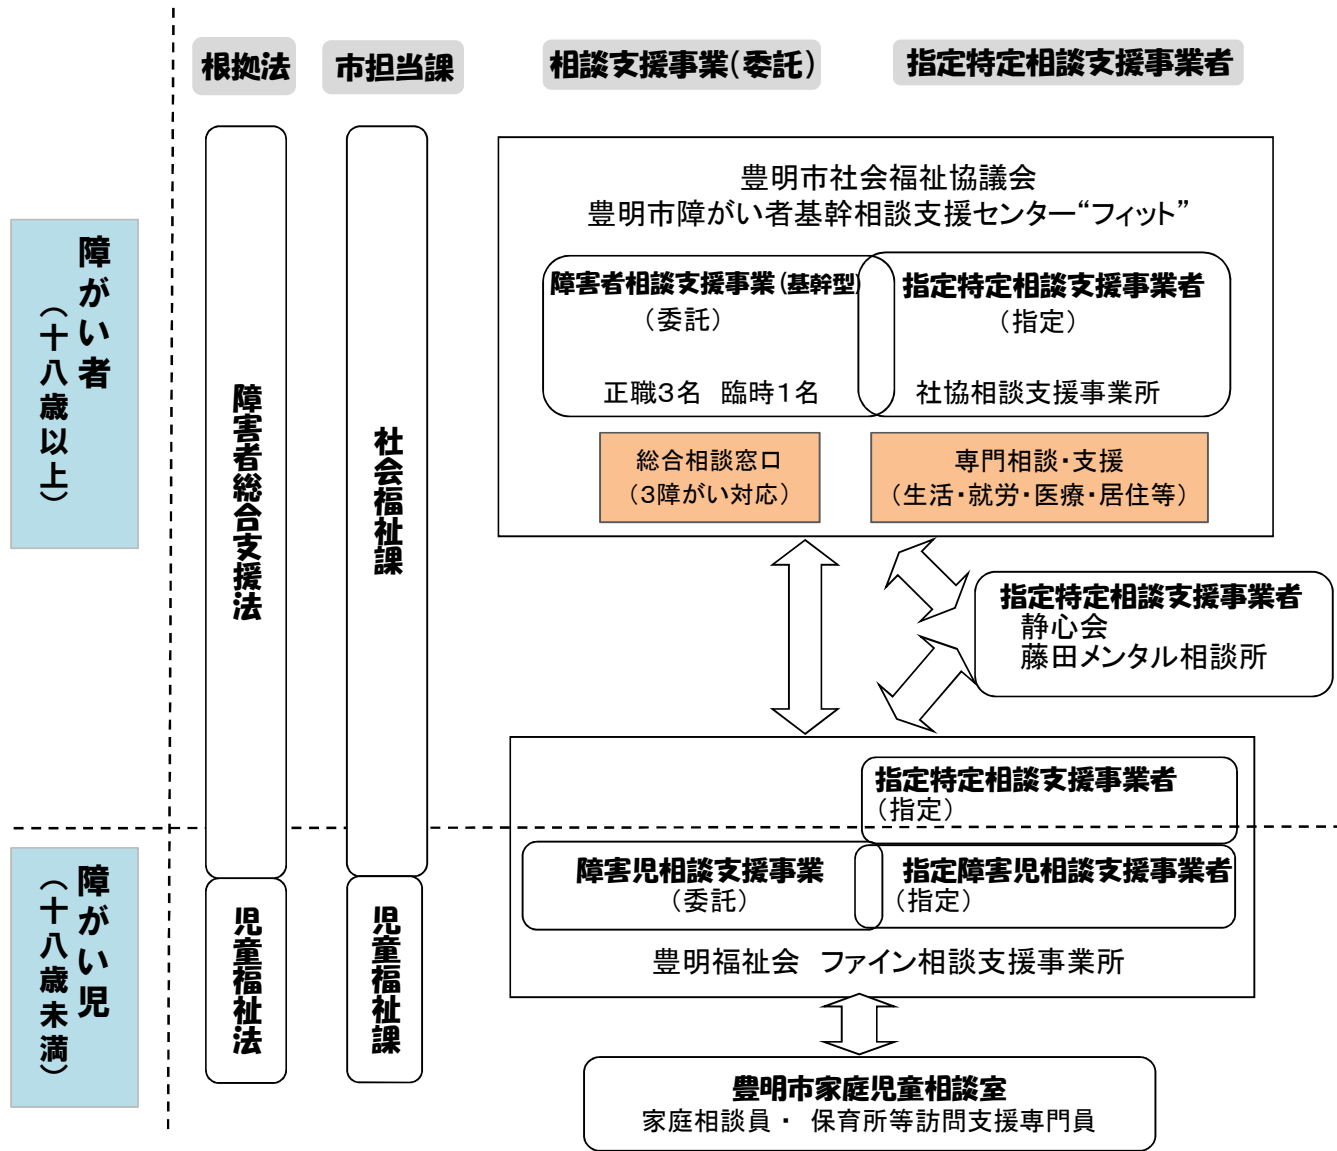 根拠法
市担当課
相談支援事業(委託)
指定特定相談支援事業者
障がい者
（十八歳以上）
障害者総合支援法
社会福祉課
豊明市社会福祉協議会
豊明市障がい者基幹相談支援センター“フィット”
障害者相談支援事業(基幹型)
（委託）
正職3名 臨時1名
指定特定相談支援事業者
（指定）
社協相談支援事業所
総合相談窓口
（3障がい対応）
専門相談・支援
（生活・就労・医療・居住等）
指定特定相談支援事業者
静心会
藤田メンタル相談所
指定特定相談支援事業者
（指定）
障がい児
（十八歳未満）
児童福祉法
児童福祉課
障害児相談支援事業
（委託）
指定障害児相談支援事業者
（指定）
豊明福祉会 ファイン相談支援事業所
豊明市家庭児童相談室
家庭相談員・ 保育所等訪問支援専門員